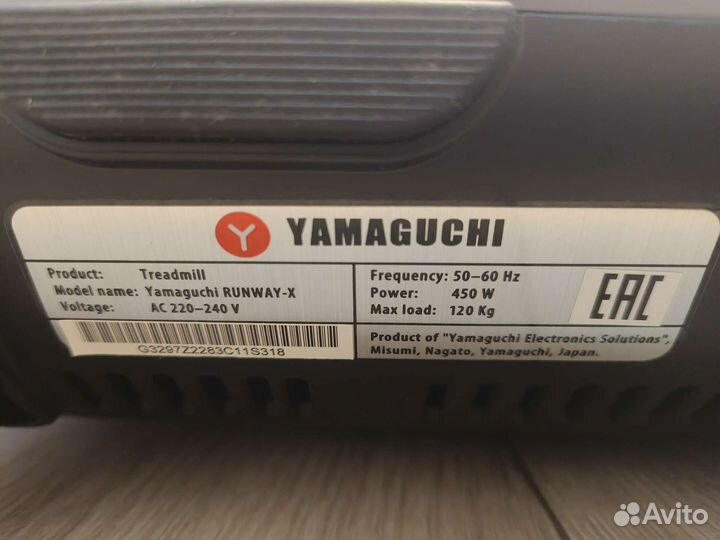 YAMAGUCHI
Product: Treadmill
Model name: Yamaguchi RUNWAY-X
Voltage: AC 220–240 V
G3297Z2283C11S318
Frequency: 50–60 Hz
Power: 450 W
Max load: 120 Kg
EAC
Product of "Yamaguchi Electronics Solutions",
Misumi, Nagato, Yamaguchi, Japan.
Avito